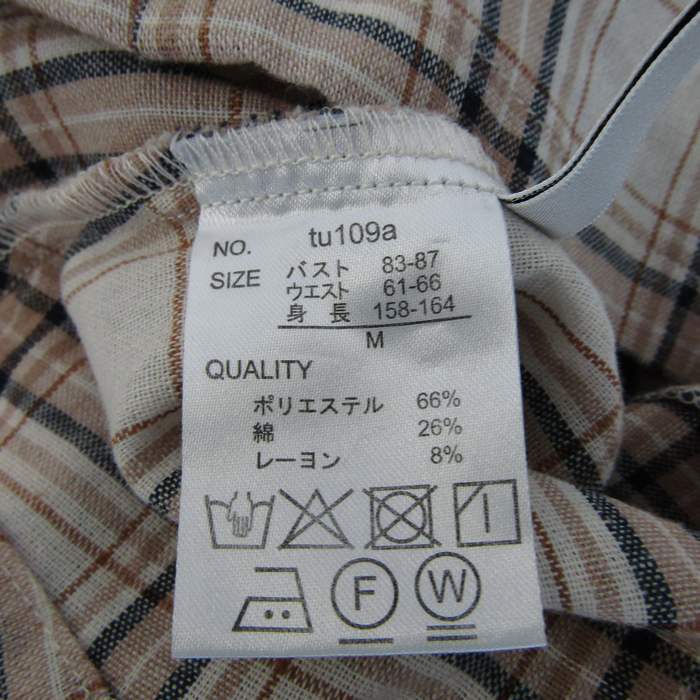 NO. tu109a
SIZE バスト 83-87
ウエスト 61-66
身長 158-164
M
QUALITY
ポリエステル 66%
綿 26%
レーヨン 8%
F W